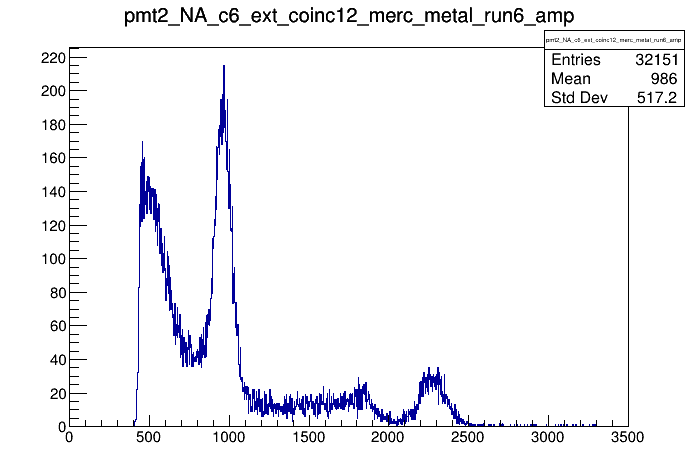 pmt2_NA_c6_ext_coinc12_merc_metal_run6_amp
pmt2_NA_c6_ext_coinc12_merc_metal_run6_amp
Entries 32151
Mean 986
Std Dev 517.2
220
200
180
160
140
120
100
80
60
40
20
0
0 500 1000 1500 2000 2500 3000 3500